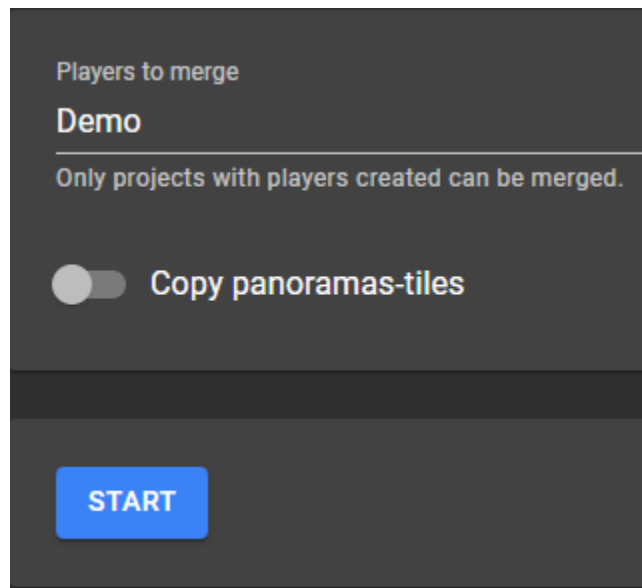 Players to merge
Demo
Only projects with players created can be merged.
Copy panoramas-tiles
START